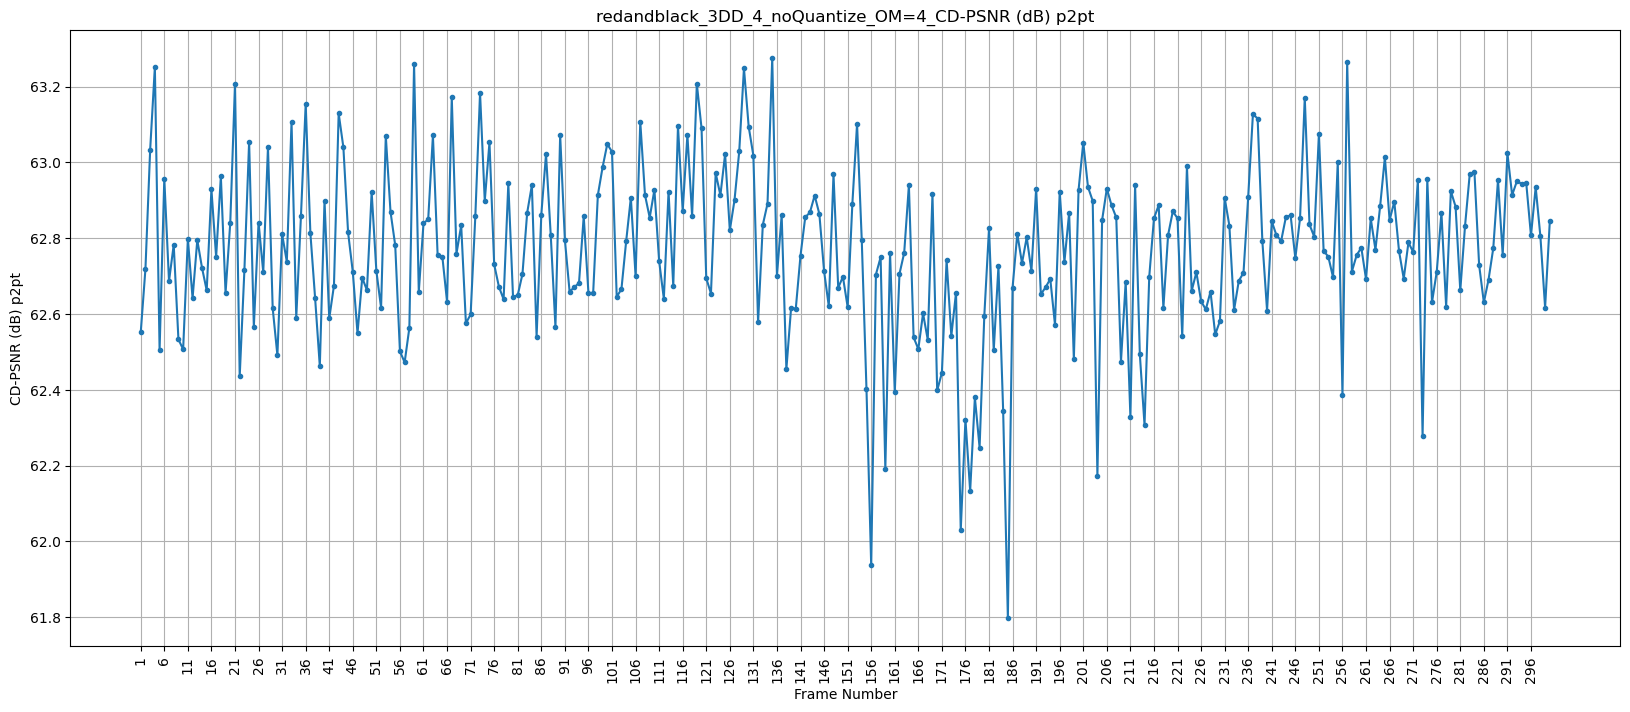 redandblack_3DD_4_noQuantize_OM=4_CD-PSNR (dB) p2pt
CD-PSNR (dB) p2pt
63.2
63.0
62.8
62.6
62.4
62.2
62.0
61.8
1 6 11 16 21 26 31 36 41 46 51 56 61 66 71 76 81 86 91 96 101 106 111 116 121 126 131 136 141 146 151 156 161 166 171 176 181 186 191 196 201 206 211 216 221 226 231 236 241 246 251 256 261 266 271 276 281 286 291 296
Frame Number